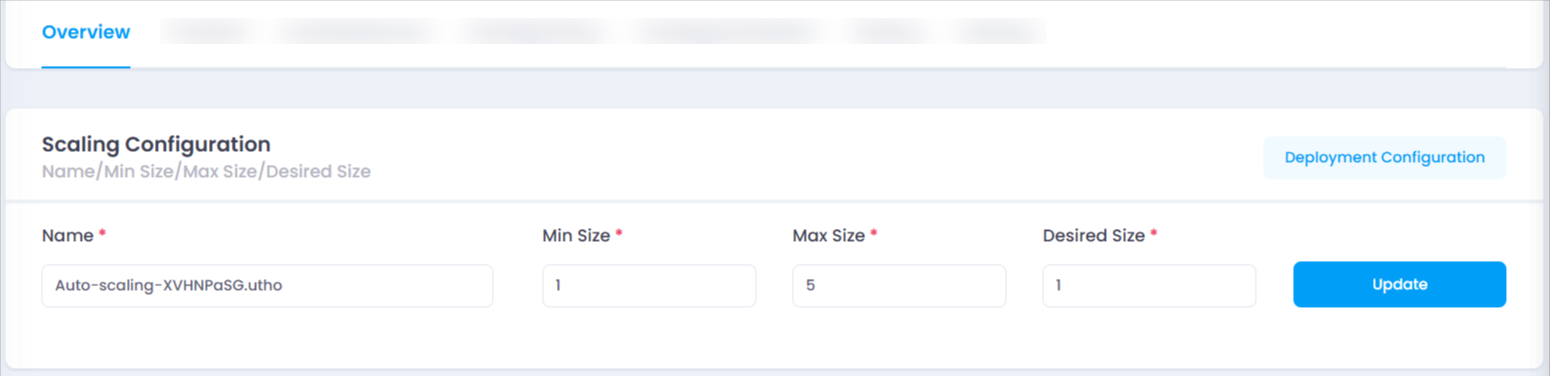 Overview
Scaling Configuration
Name/Min Size/Max Size/Desired Size
Deployment Configuration
Name *
Min Size *
Max Size *
Desired Size *
Auto-scaling-XVHNPaSG.utho
1
5
1
Update